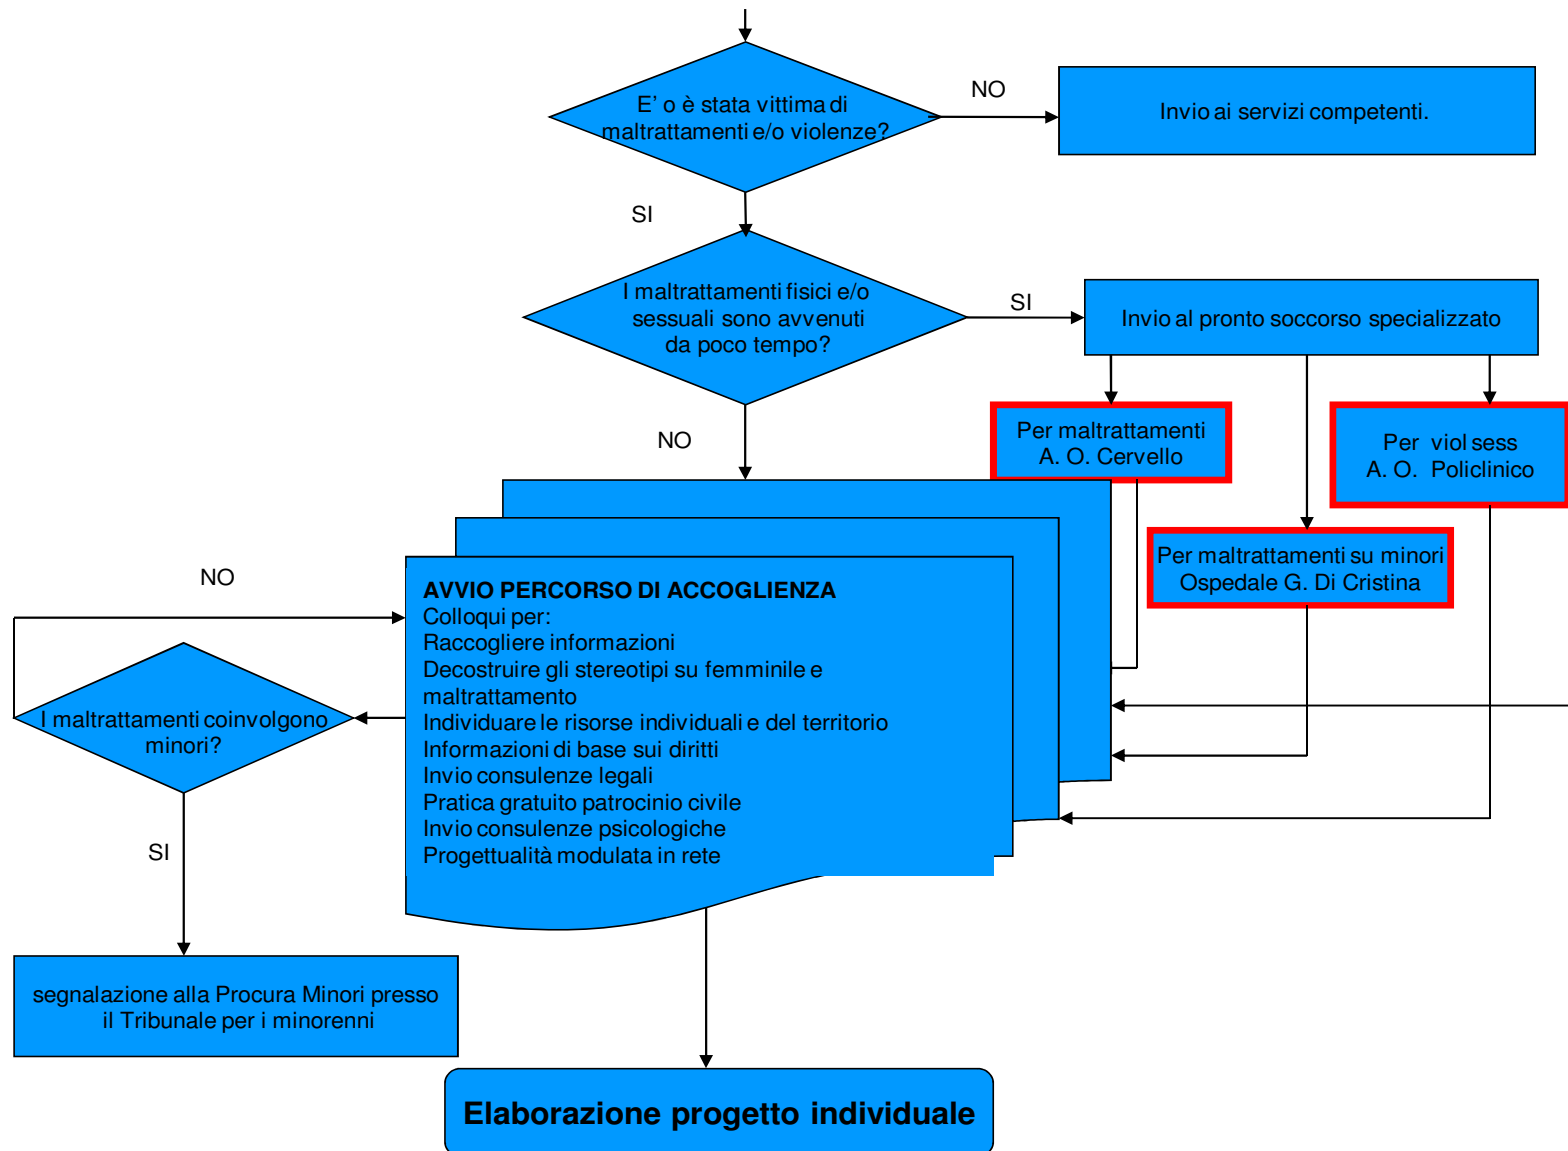 E' o è stata vittima di
maltrattamenti e/o violenze?
NO
Invio ai servizi competenti.
SI
I maltrattamenti fisici e/o
sessuali sono avvenuti
da poco tempo?
SI
Invio al pronto soccorso specializzato
NO
Per maltrattamenti
A. O. Cervello
Per viol sess
A. O. Policlinico
Per maltrattamenti su minori
Ospedale G. Di Cristina
NO
AVVIO PERCORSO DI ACCOGLIENZA
Colloqui per:
Raccogliere informazioni
Decostruire gli stereotipi su femminile e
maltrattamento
Individuare le risorse individuali e del territorio
Informazioni di base sui diritti
Invio consulenze legali
Pratica gratuito patrocinio civile
Invio consulenze psicologiche
Progettualità modulata in rete
I maltrattamenti coinvolgono
minori?
SI
segnalazione alla Procura Minori presso
il Tribunale per i minorenni
Elaborazione progetto individuale